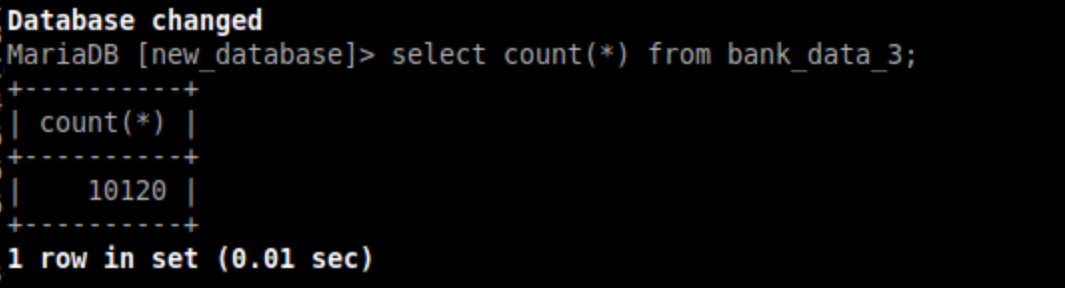 Database changed
MariaDB [new_database]> select count(*) from bank_data_3;
+----------+
| count(*) |
+----------+
|    10120 |
+----------+
1 row in set (0.01 sec)